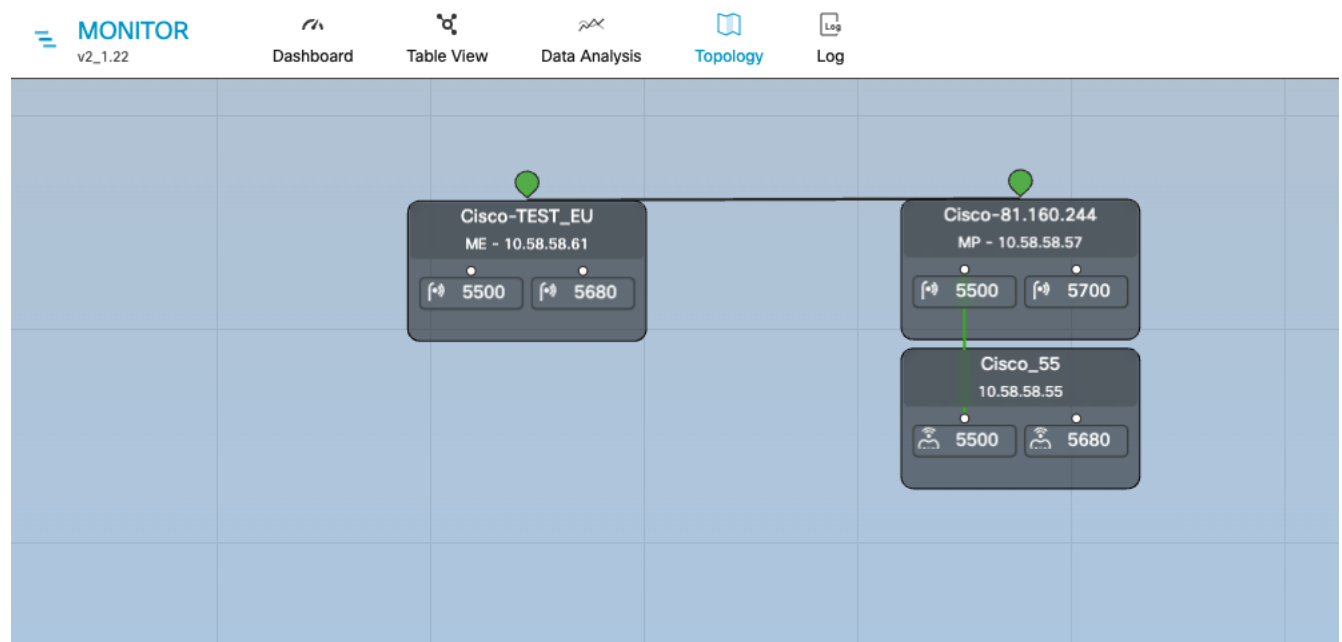 MONITOR
v2_1.22
Dashboard
Table View
Data Analysis
Topology
Log
Log
Cisco-TEST_EU
ME - 10.58.58.61
5500 5680
Cisco-81.160.244
MP - 10.58.58.57
5500 5700
Cisco_55
10.58.58.55
5500 5680